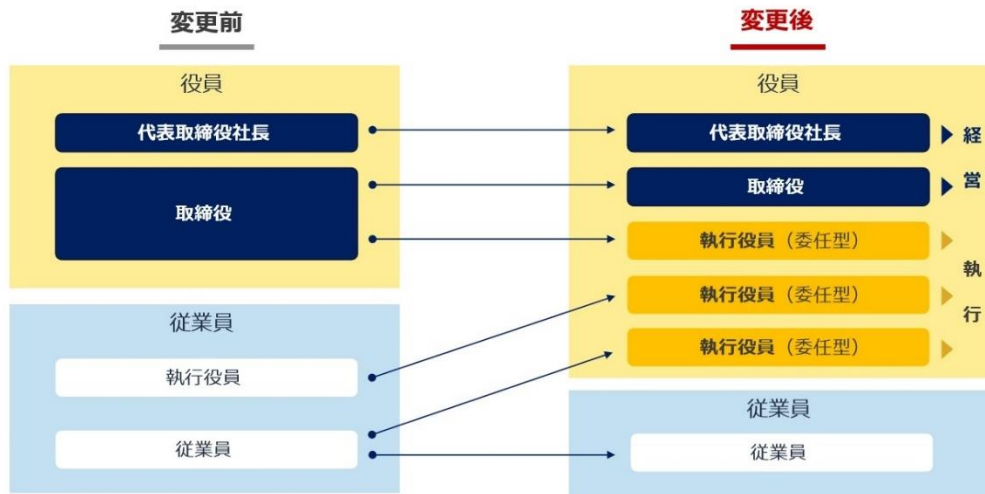 変更前
役員
代表取締役社長
取締役
従業員
執行役員
従業員
変更後
役員
代表取締役社長
取締役
執行役員（委任型）
執行役員（委任型）
執行役員（委任型）
経営
執行
従業員
従業員